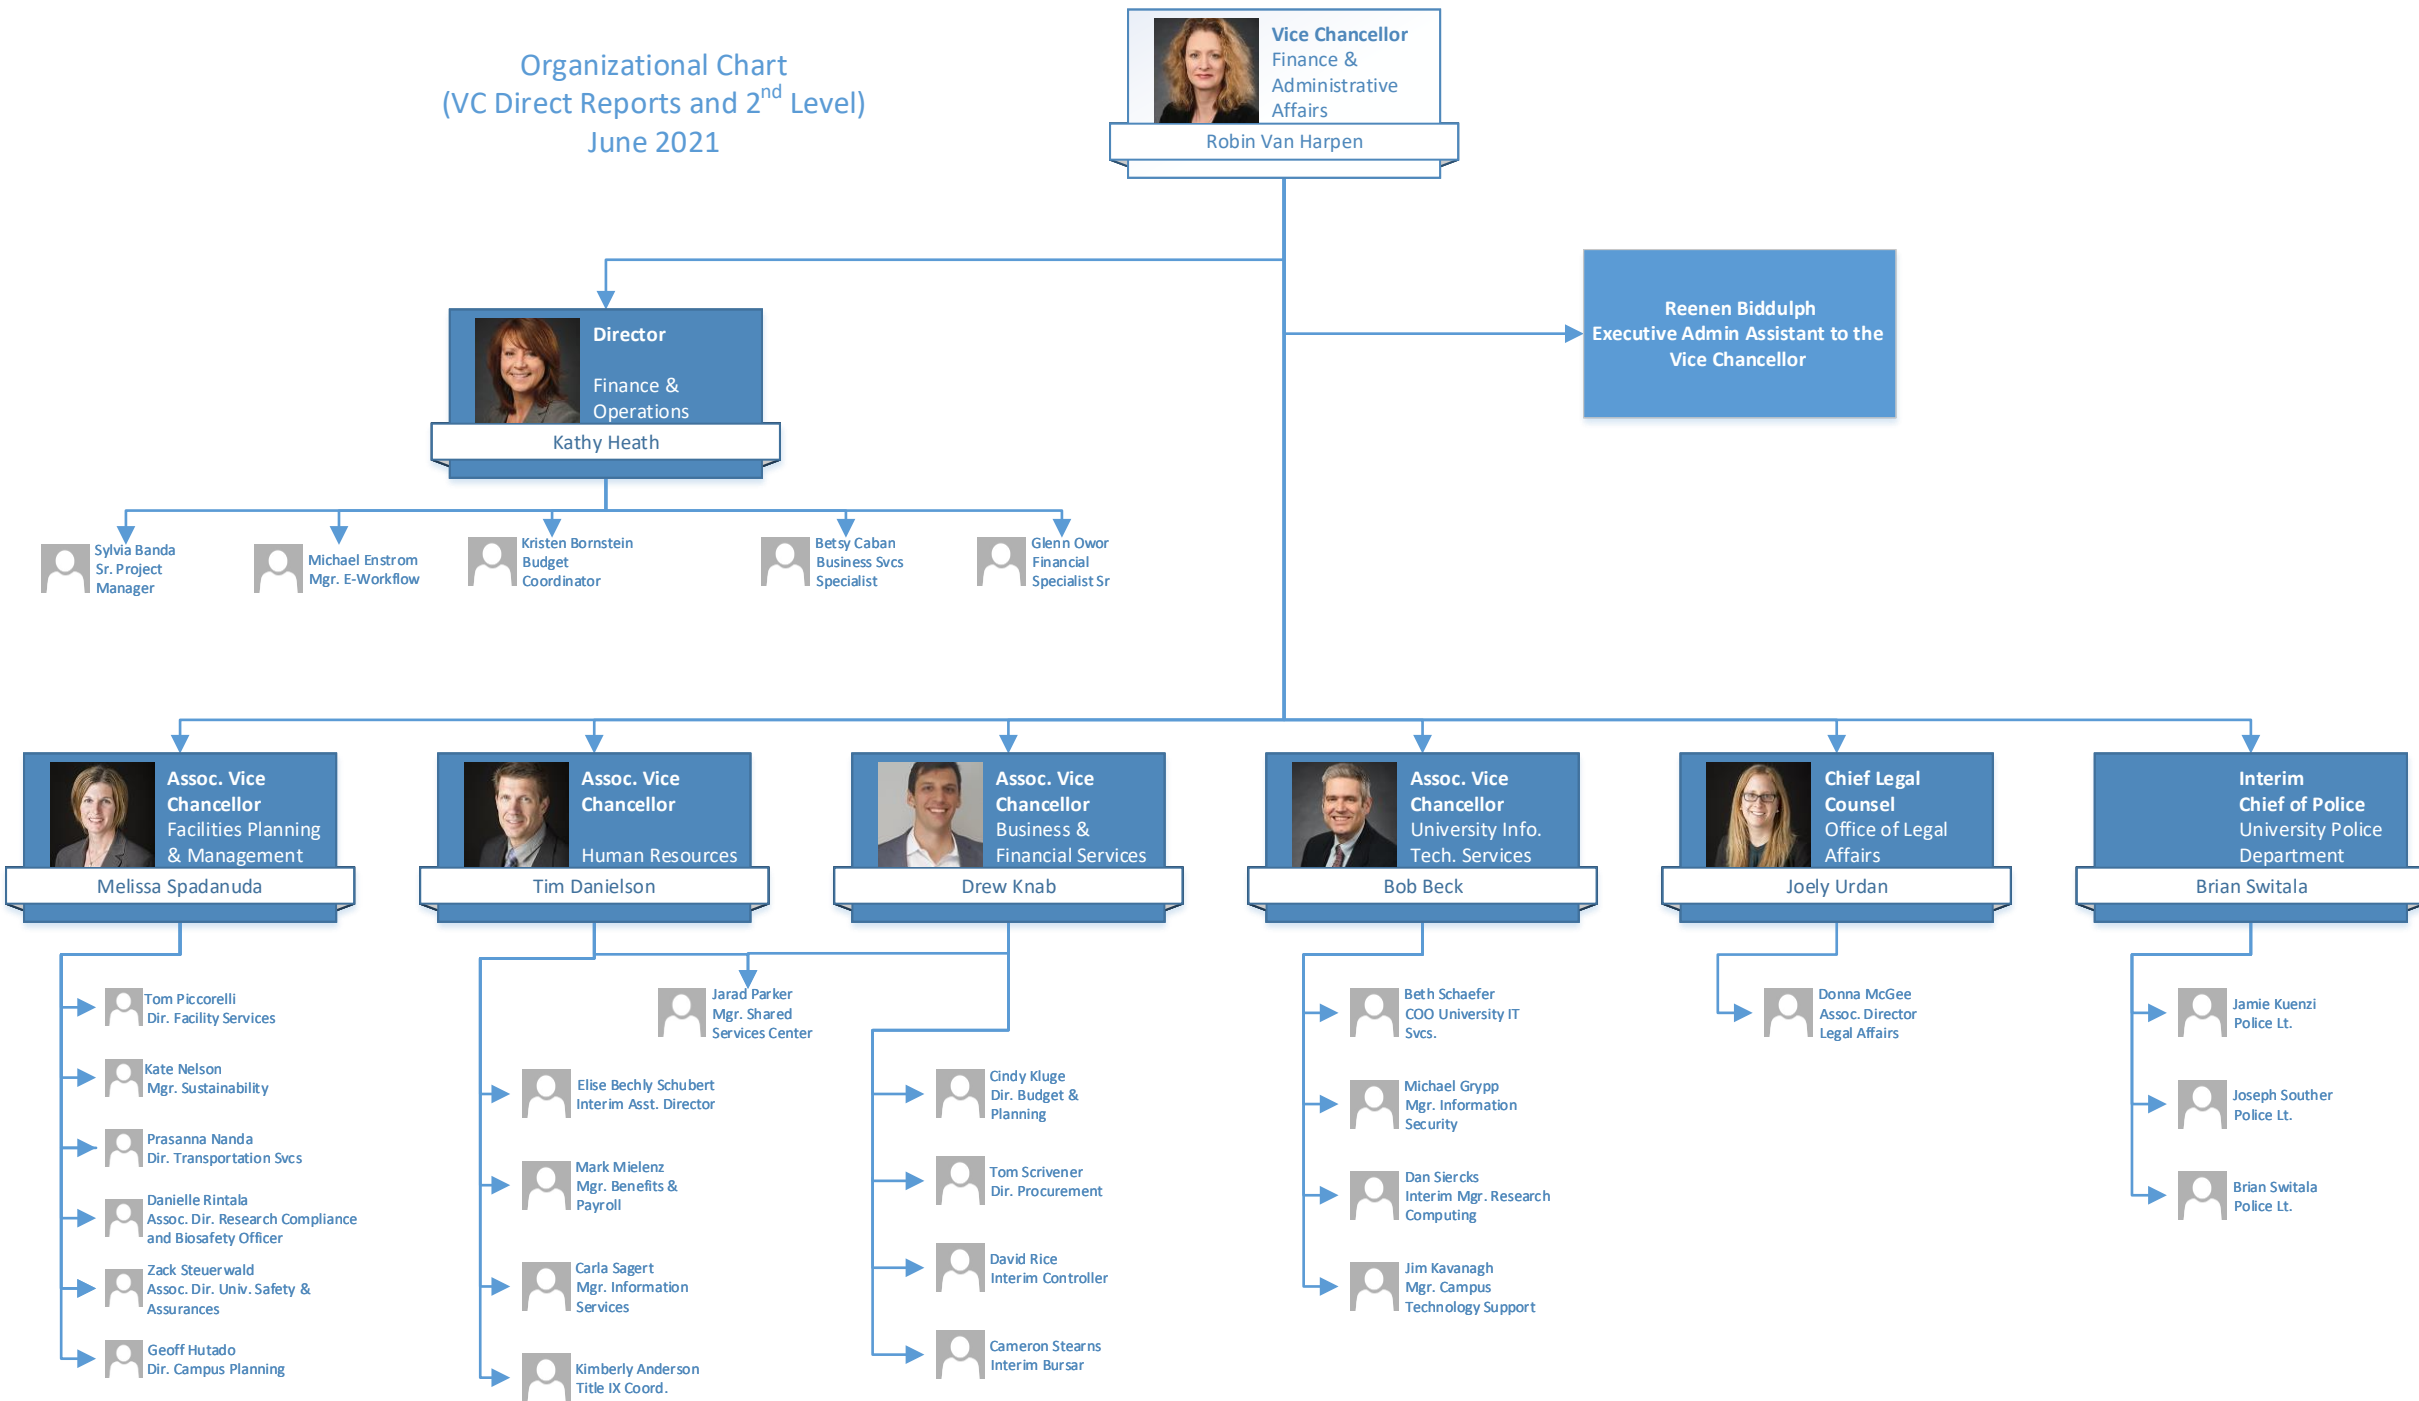 Organizational Chart
(VC Direct Reports and 2nd Level)
June 2021
Vice Chancellor
Finance &
Administrative
Affairs
Robin Van Harpen
Reenen Biddulph
Executive Admin Assistant to the
Vice Chancellor
Director
Finance &
Operations
Kathy Heath
Sylvia Banda
Sr. Project
Manager
Michael Enstrom
Mgr. E-Workflow
Kristen Bornstein
Budget
Coordinator
Betsy Caban
Business Svcs
Specialist
Glenn Owor
Financial
Specialist Sr
Assoc. Vice
Chancellor
Facilities Planning
& Management
Melissa Spadanuda
Assoc. Vice
Chancellor
Human Resources
Tim Danielson
Assoc. Vice
Chancellor
Business &
Financial Services
Drew Knab
Assoc. Vice
Chancellor
University Info.
Tech. Services
Bob Beck
Chief Legal
Counsel
Office of Legal
Affairs
Joely Urdan
Interim
Chief of Police
University Police
Department
Brian Switala
Tom Piccorelli
Dir. Facility Services
Kate Nelson
Mgr. Sustainability
Prasanna Nanda
Dir. Transportation Svcs
Danielle Rintala
Assoc. Dir. Research Compliance
and Biosafety Officer
Zack Steuerwald
Assoc. Dir. Univ. Safety &
Assurances
Geoff Hutado
Dir. Campus Planning
Jarad Parker
Mgr. Shared
Services Center
Elise Bechly Schubert
Interim Asst. Director
Mark Mielenz
Mgr. Benefits &
Payroll
Carla Sagert
Mgr. Information
Services
Kimberly Anderson
Title IX Coord.
Cindy Kluge
Dir. Budget &
Planning
Tom Scrivener
Dir. Procurement
David Rice
Interim Controller
Cameron Stearns
Interim Bursar
Beth Schaefer
COO University IT
Svcs.
Michael Grypp
Mgr. Information
Security
Dan Siercks
Interim Mgr. Research
Computing
Jim Kavanagh
Mgr. Campus
Technology Support
Donna McGee
Assoc. Director
Legal Affairs
Jamie Kuenzi
Police Lt.
Joseph Souther
Police Lt.
Brian Switala
Police Lt.